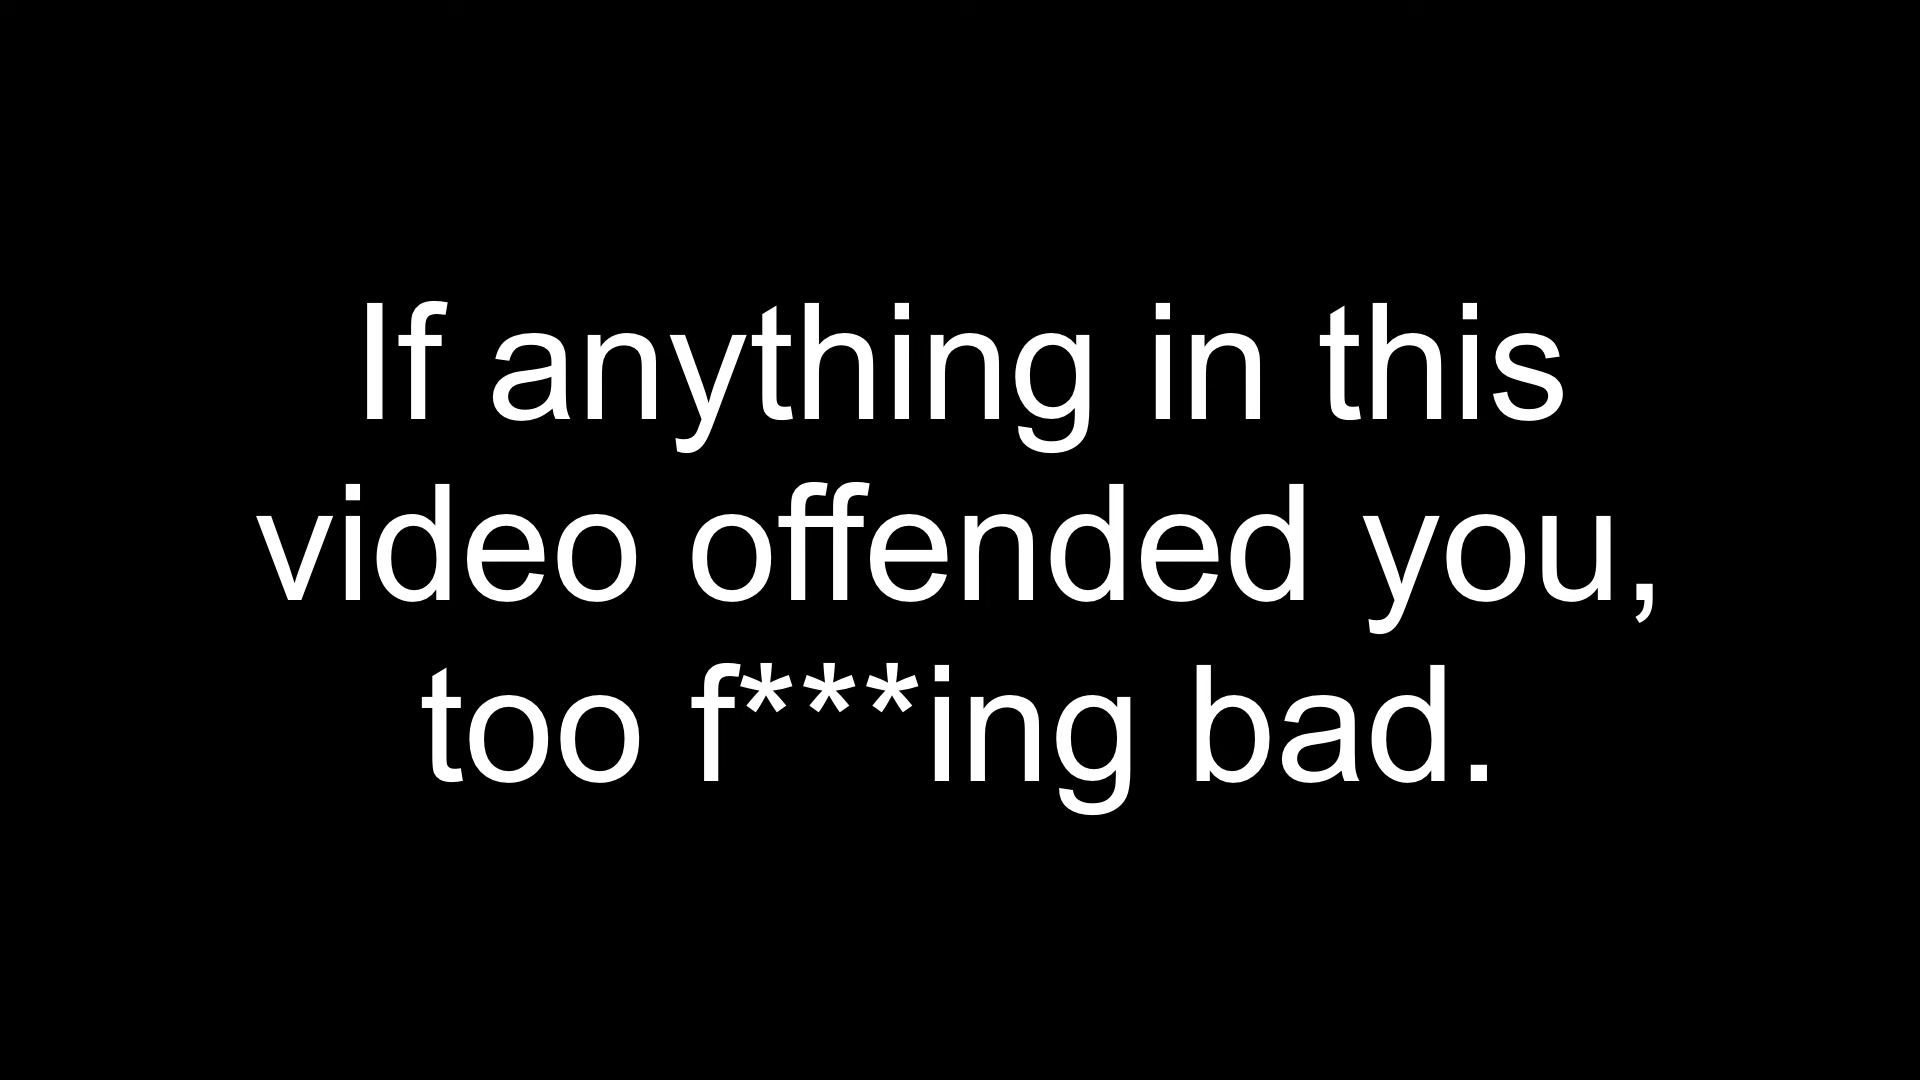 If anything in this
video offended you,
too f***ing bad.